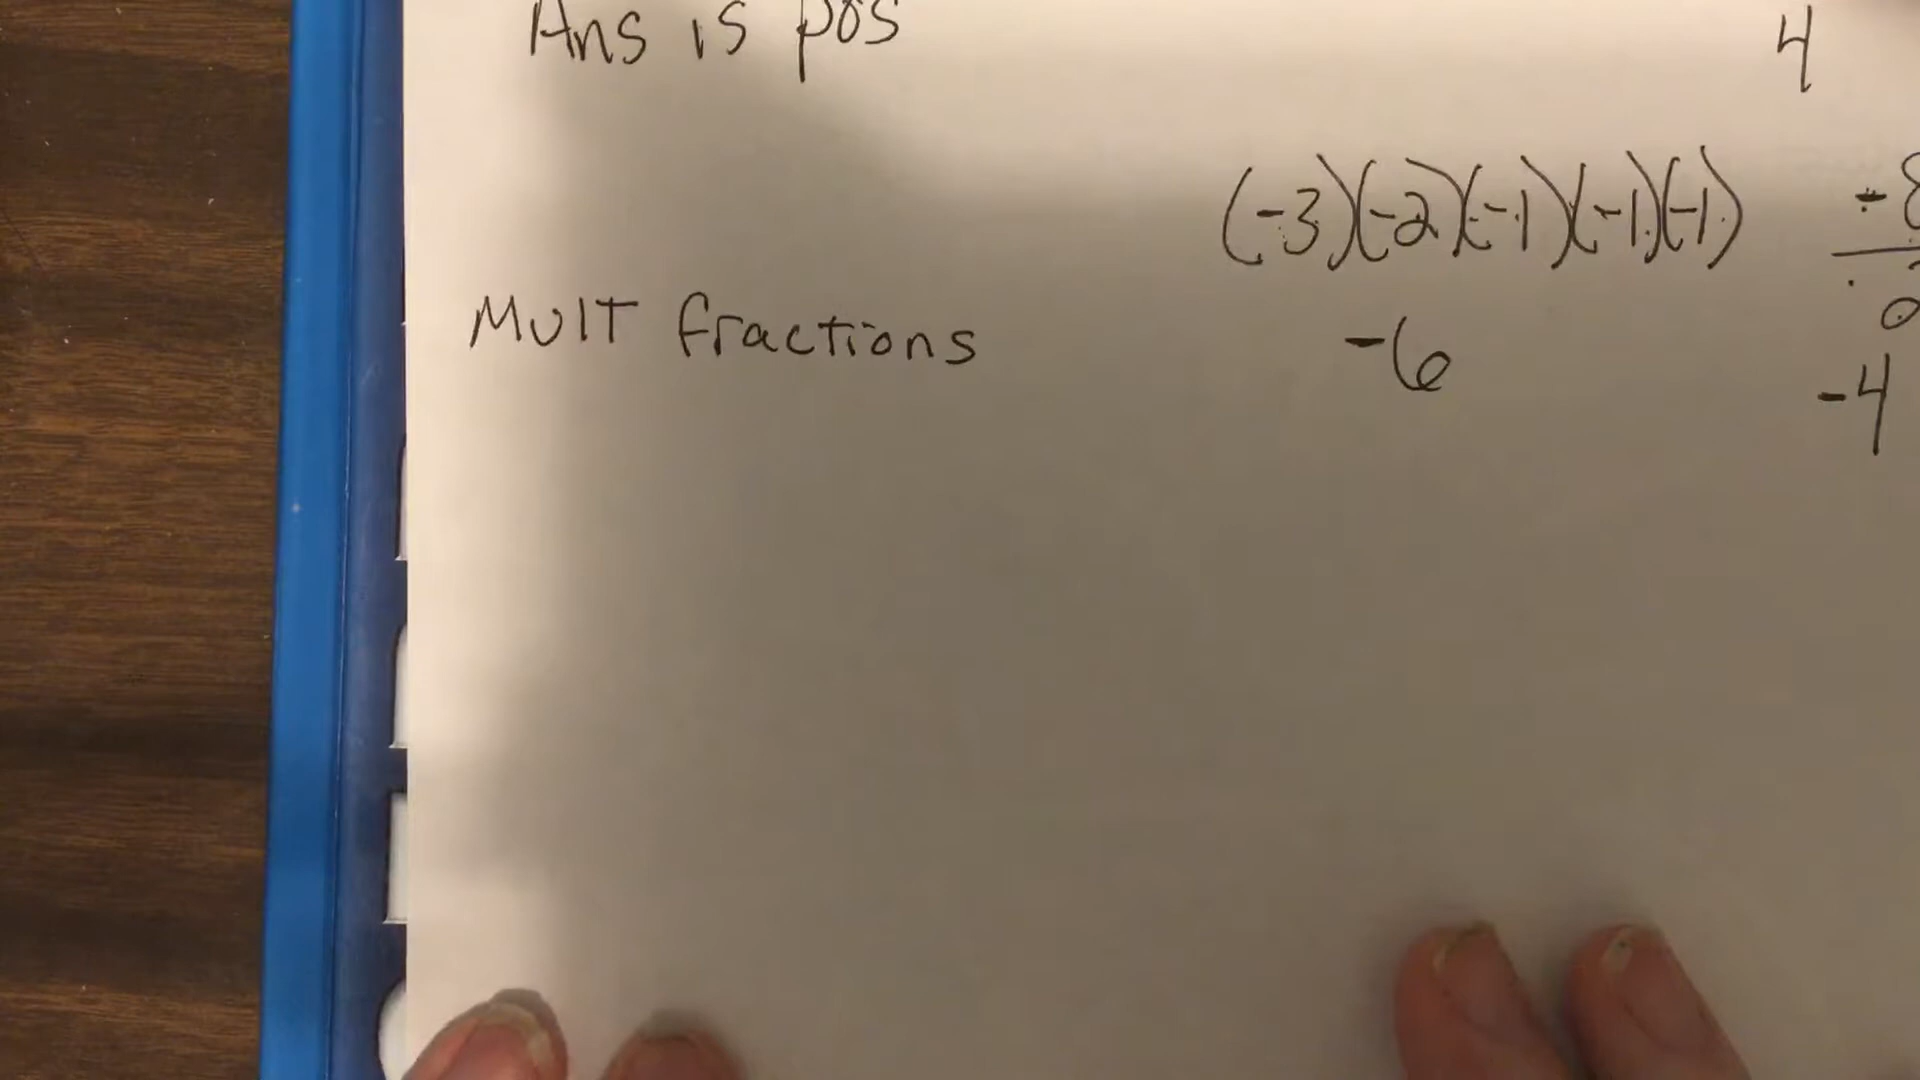 Ans is pos
4
(-3)(-2)(-1)(-1)(-1)
-6
-4
Mult fractions